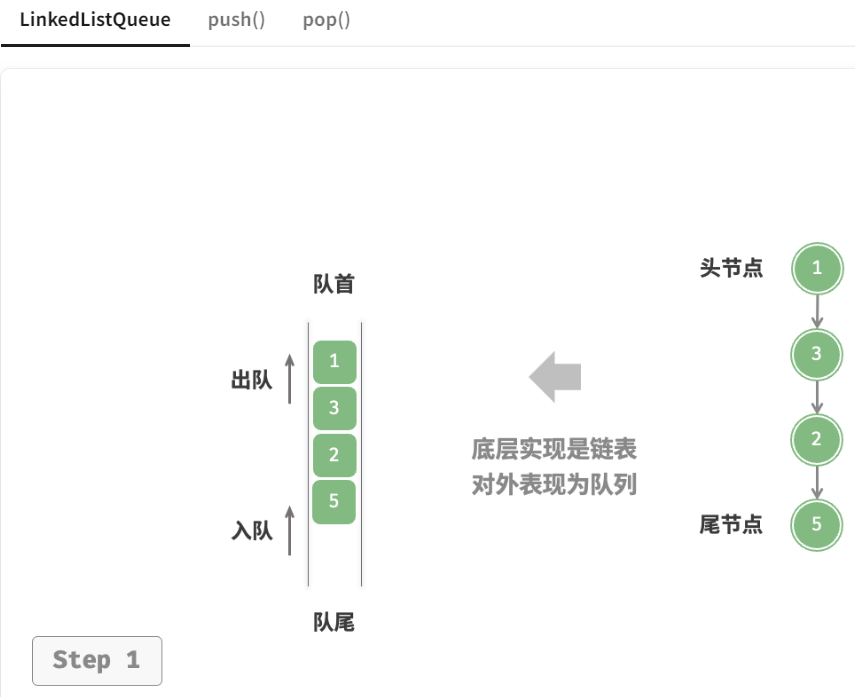 LinkedListQueue push() pop()
队首
出队
1
3
2
5
入队
队尾
底层实现是链表
对外表现为队列
头节点
1
3
2
尾节点
5
Step 1